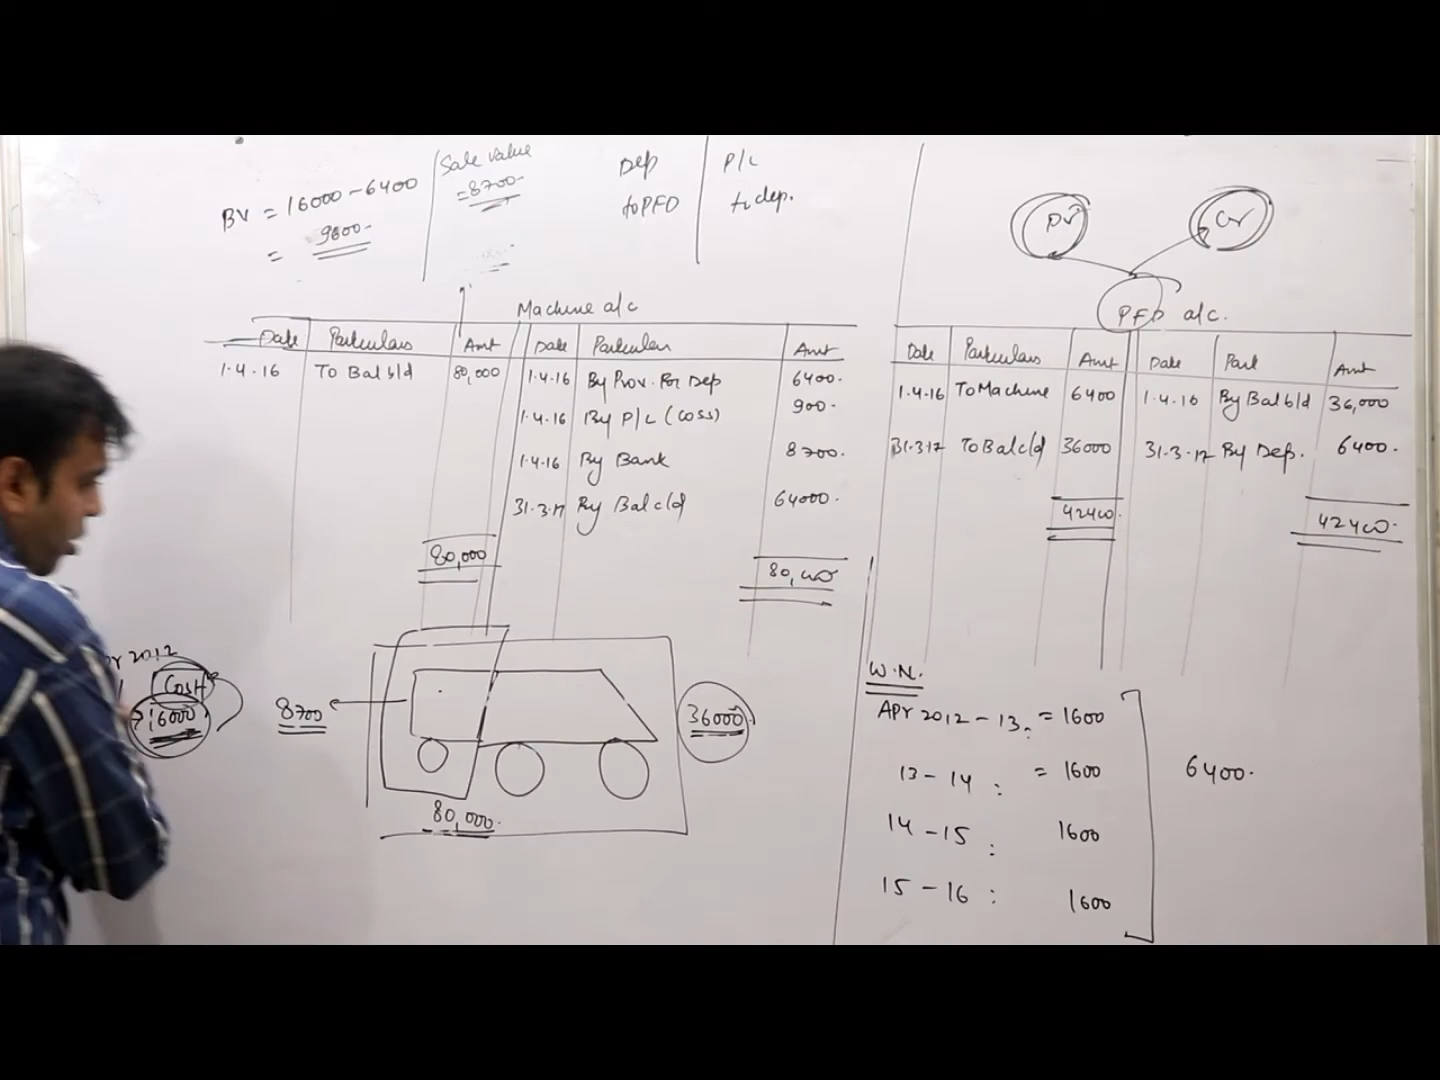 BV = 16000 - 6400
= 9600.
Sale value
= 8700.
Dep
to PFD
P/L
to dep.
Dr
Cr
Machine a/c
Date Particulars Amt Date Particulars Amt
1.4.16 To Bal b/d 80,000 1.4.16 By Prov. For Dep 6400.
1.4.16 By P/L (Loss) 900.
1.4.16 By Bank 8700.
31.3.17 By Bal c/d 64000.
80,000 80,000
PFD a/c.
Date Particulars Amt Date Part Amt
1.4.16 To Machine 6400 1.4.16 By Bal b/d 36,000
31.3.17 To Bal c/d 36000 31.3.17 By Dep. 6400.
42400. 42400.
2012
Cost
16000
8700
36000
80,000.
W.N.
APR 2012 - 13 : = 1600
13 - 14 : = 1600
6400.
14 - 15 : 1600
15 - 16 : 1600